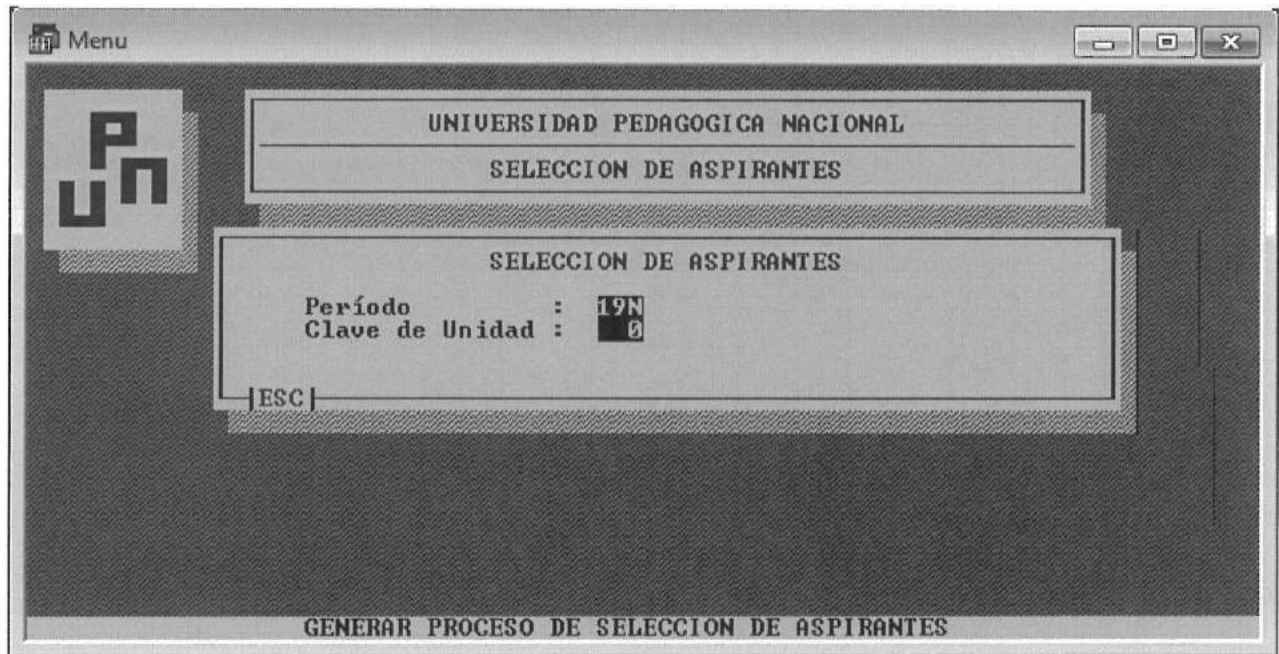 Menu
UPN
UNIVERSIDAD PEDAGOGICA NACIONAL
SELECCION DE ASPIRANTES
SELECCION DE ASPIRANTES
Período : 19N
Clave de Unidad : 0
ESC
GENERAR PROCESO DE SELECCION DE ASPIRANTES